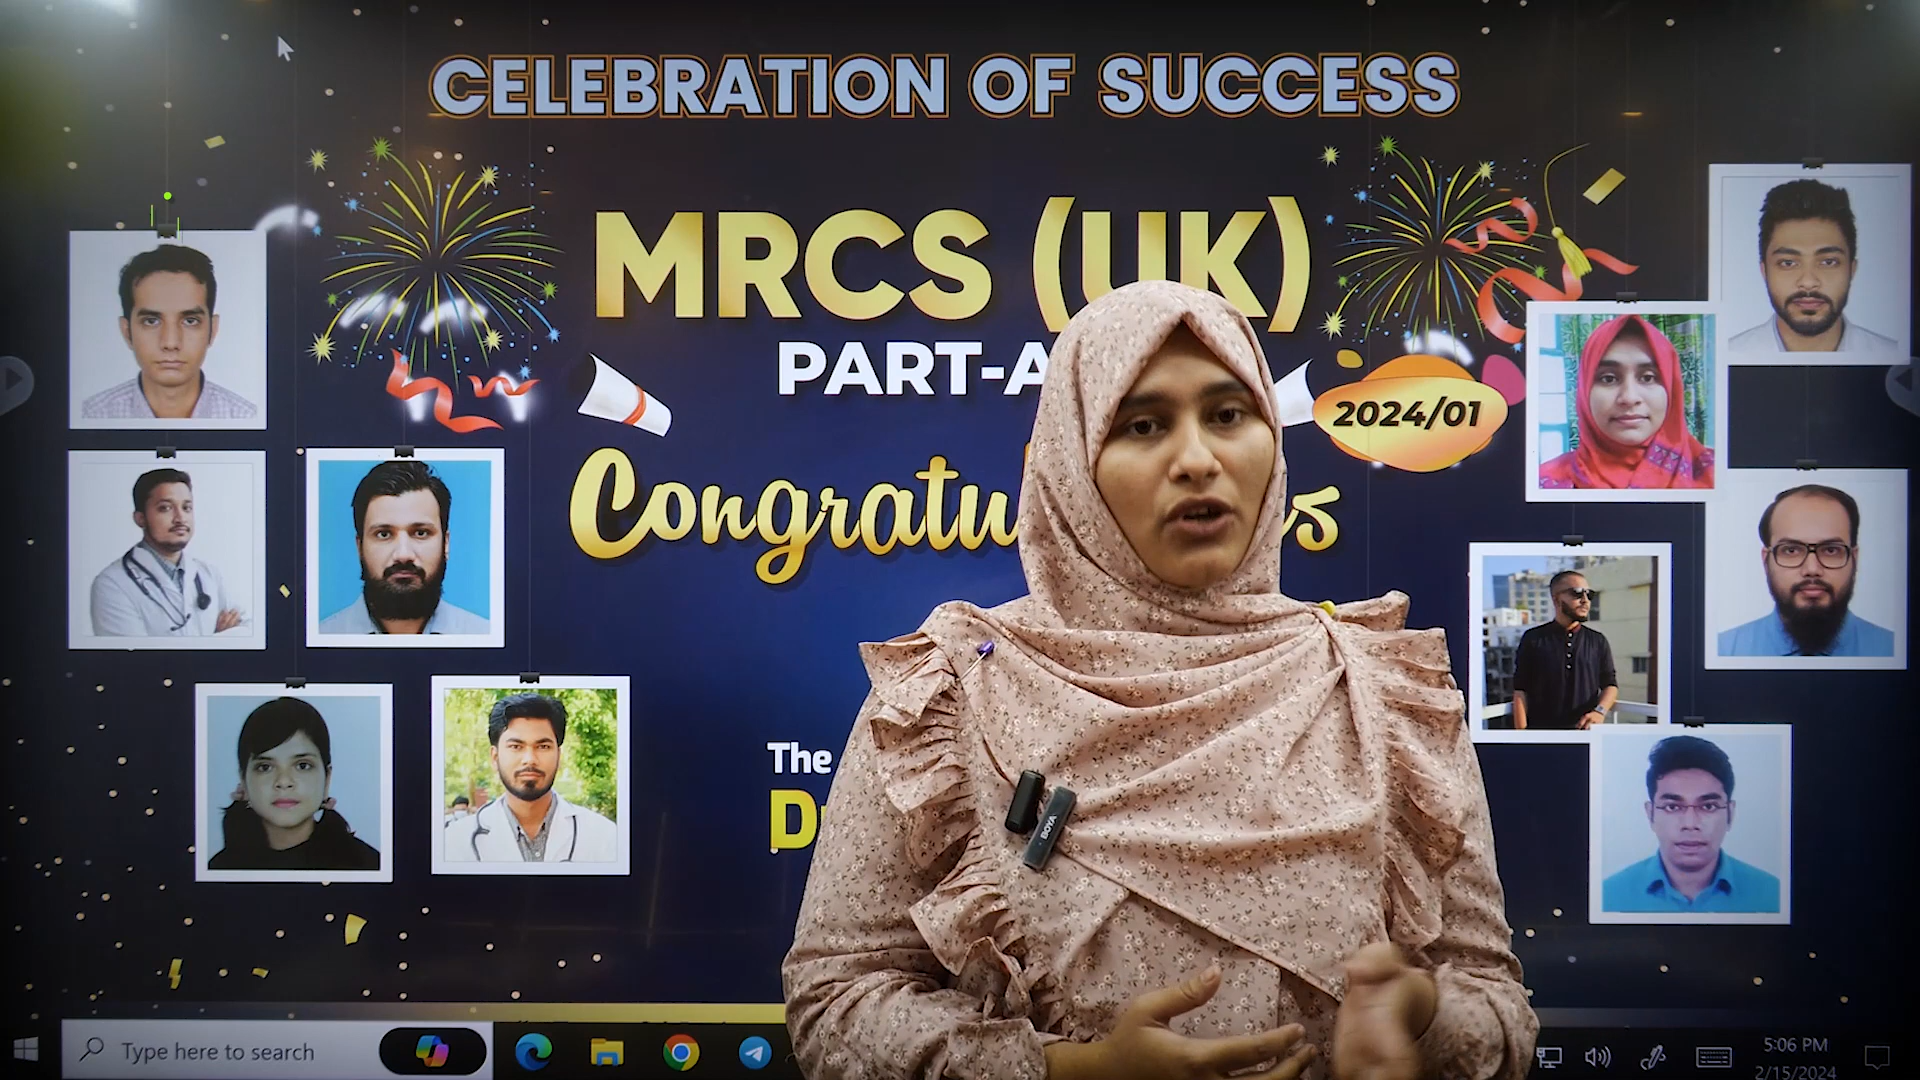 CELEBRATION OF SUCCESS
MRCS (UK)
PART-A
2024/01
The
BOYA
Type here to search
5:06 PM
2/15/2024